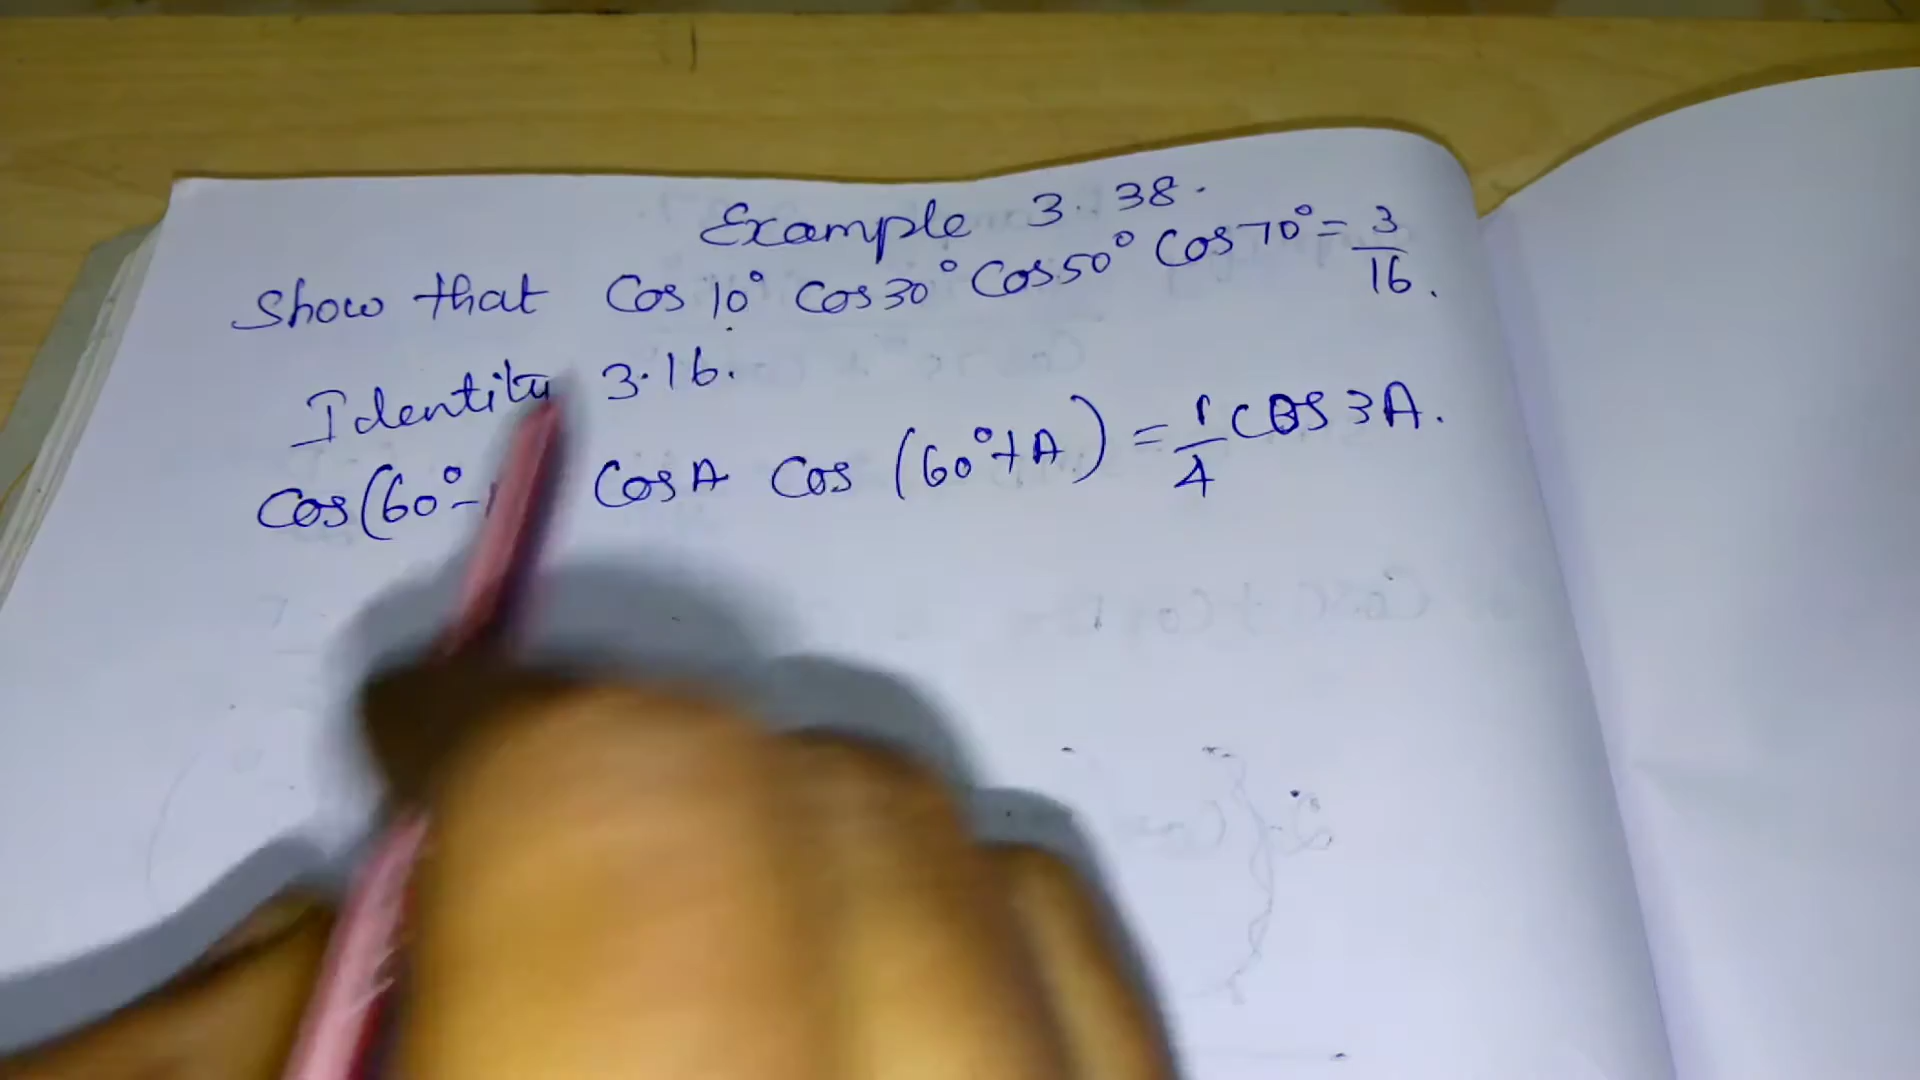 Example 3.38.
Show that Cos 10° Cos 30° Cos 50° Cos 70° = 3/16.
Identity 3.16.
Cos(60°- Cos A Cos (60°+A) = 1/4 Cos 3A.